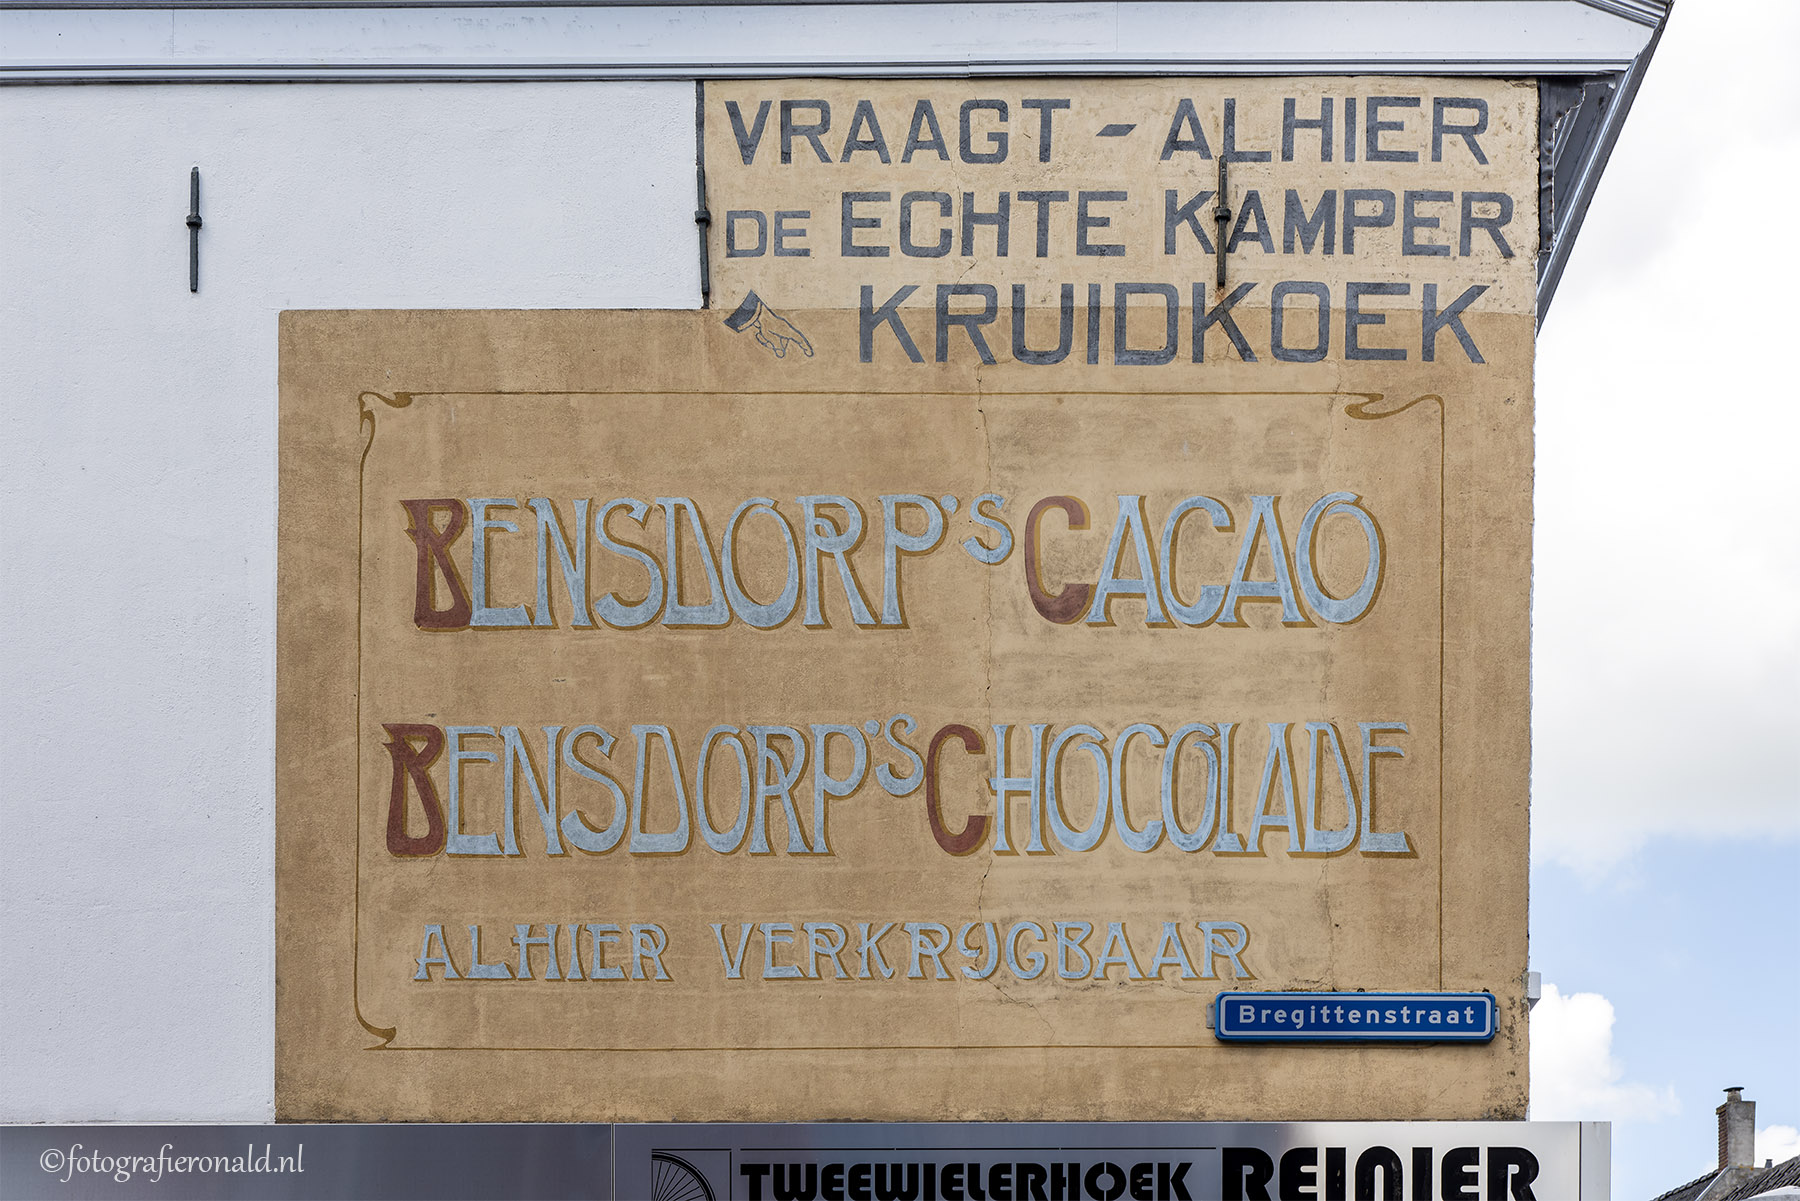 VRAAGT - ALHIER
DE ECHTE KAMPER
KRUIDKOEK
BENSDORP'S CACAO
BENSDORP'S CHOCOLADE
ALHIER VERKRIJGBAAR
Bregittenstraat
TWEEWIELERHOEK REINIER
©fotografieronald.nl